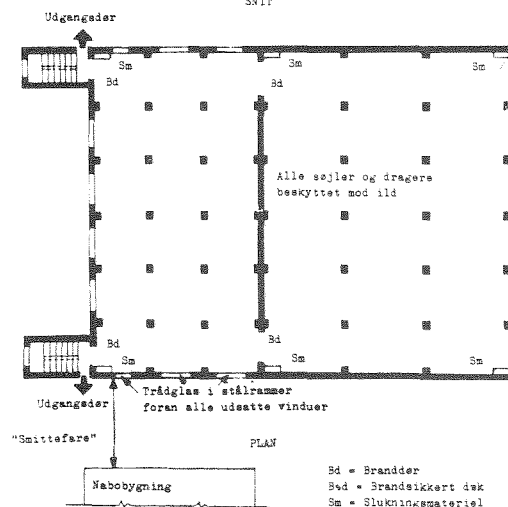 SNIT
Udgangsdør
Sm
Sm
Sm
Bd
Bd
Alle søjler og dragere
beskyttet mod ild
Bd
Bd
Sm
Sm
Sm
Trådglas i stålrammer
foran alle udsatte vinduer
Udgangsdør
"Smittefare"
PLAN
Nabobygning
Bd = Branddør
Bsd = Brandsikkert dæk
Sm = Slukningsmateriel